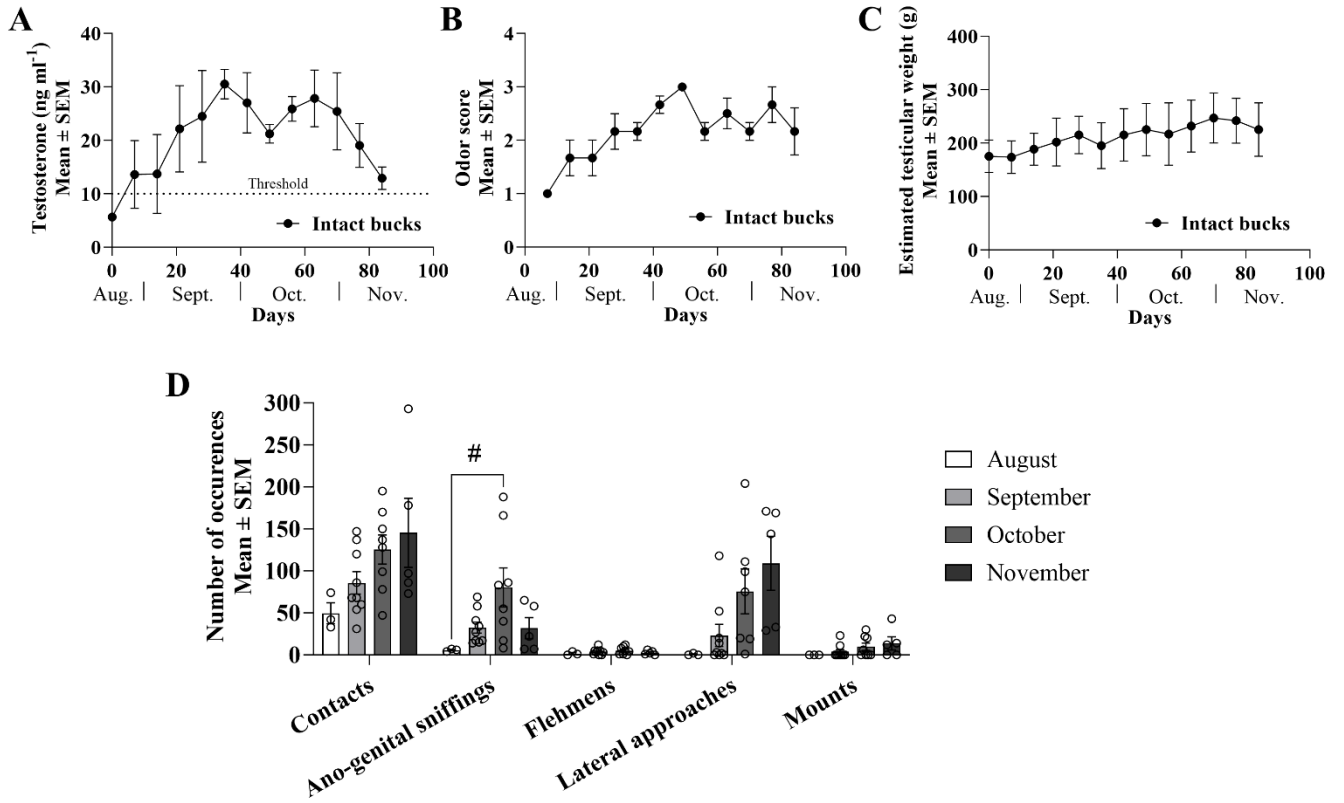 A
Testosterone (ng ml-1)
Mean ± SEM
40
30
20
10
0
Threshold
Intact bucks
0 20 40 60 80 100
Aug. | Sept. | Oct. | Nov.
Days
B
Odor score
Mean ± SEM
4
3
2
1
0
Intact bucks
0 20 40 60 80 100
Aug. | Sept. | Oct. | Nov.
Days
C
Estimated testicular weight (g)
Mean ± SEM
400
300
200
100
0
Intact bucks
0 20 40 60 80 100
Aug. | Sept. | Oct. | Nov.
Days
D
Number of occurences
Mean ± SEM
300
250
200
150
100
50
0
#
Contacts
Ano-genital sniffings
Flehmens
Lateral approaches
Mounts
August
September
October
November